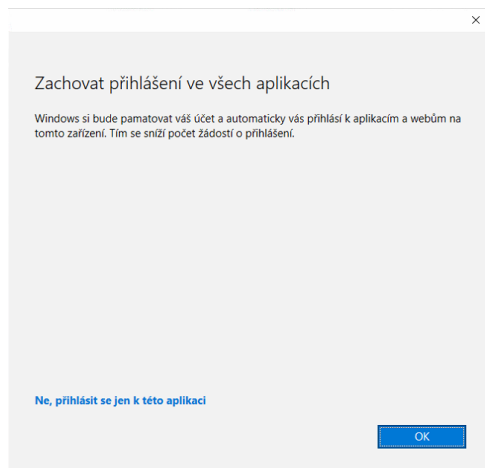 Zachovat přihlášení ve všech aplikacích
Windows si bude pamatovat váš účet a automaticky vás přihlásí k aplikacím a webům na
tomto zařízení. Tím se sníží počet žádostí o přihlášení.
Ne, přihlásit se jen k této aplikaci
OK